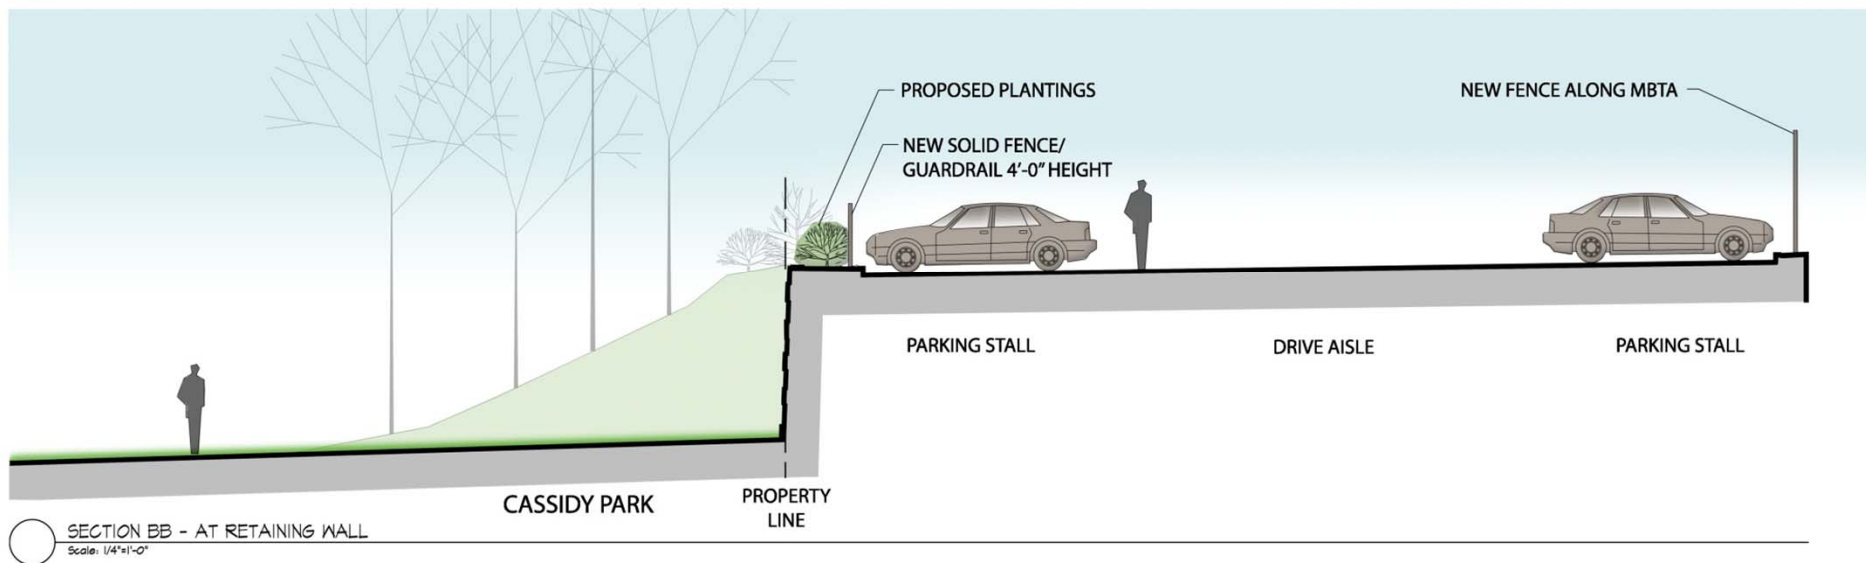 PROPOSED PLANTINGS
NEW FENCE ALONG MBTA
NEW SOLID FENCE/
GUARDRAIL 4'-0" HEIGHT
PARKING STALL
DRIVE AISLE
PARKING STALL
CASSIDY PARK
PROPERTY
LINE
SECTION BB - AT RETAINING WALL
Scale: 1/4"=1'-0"